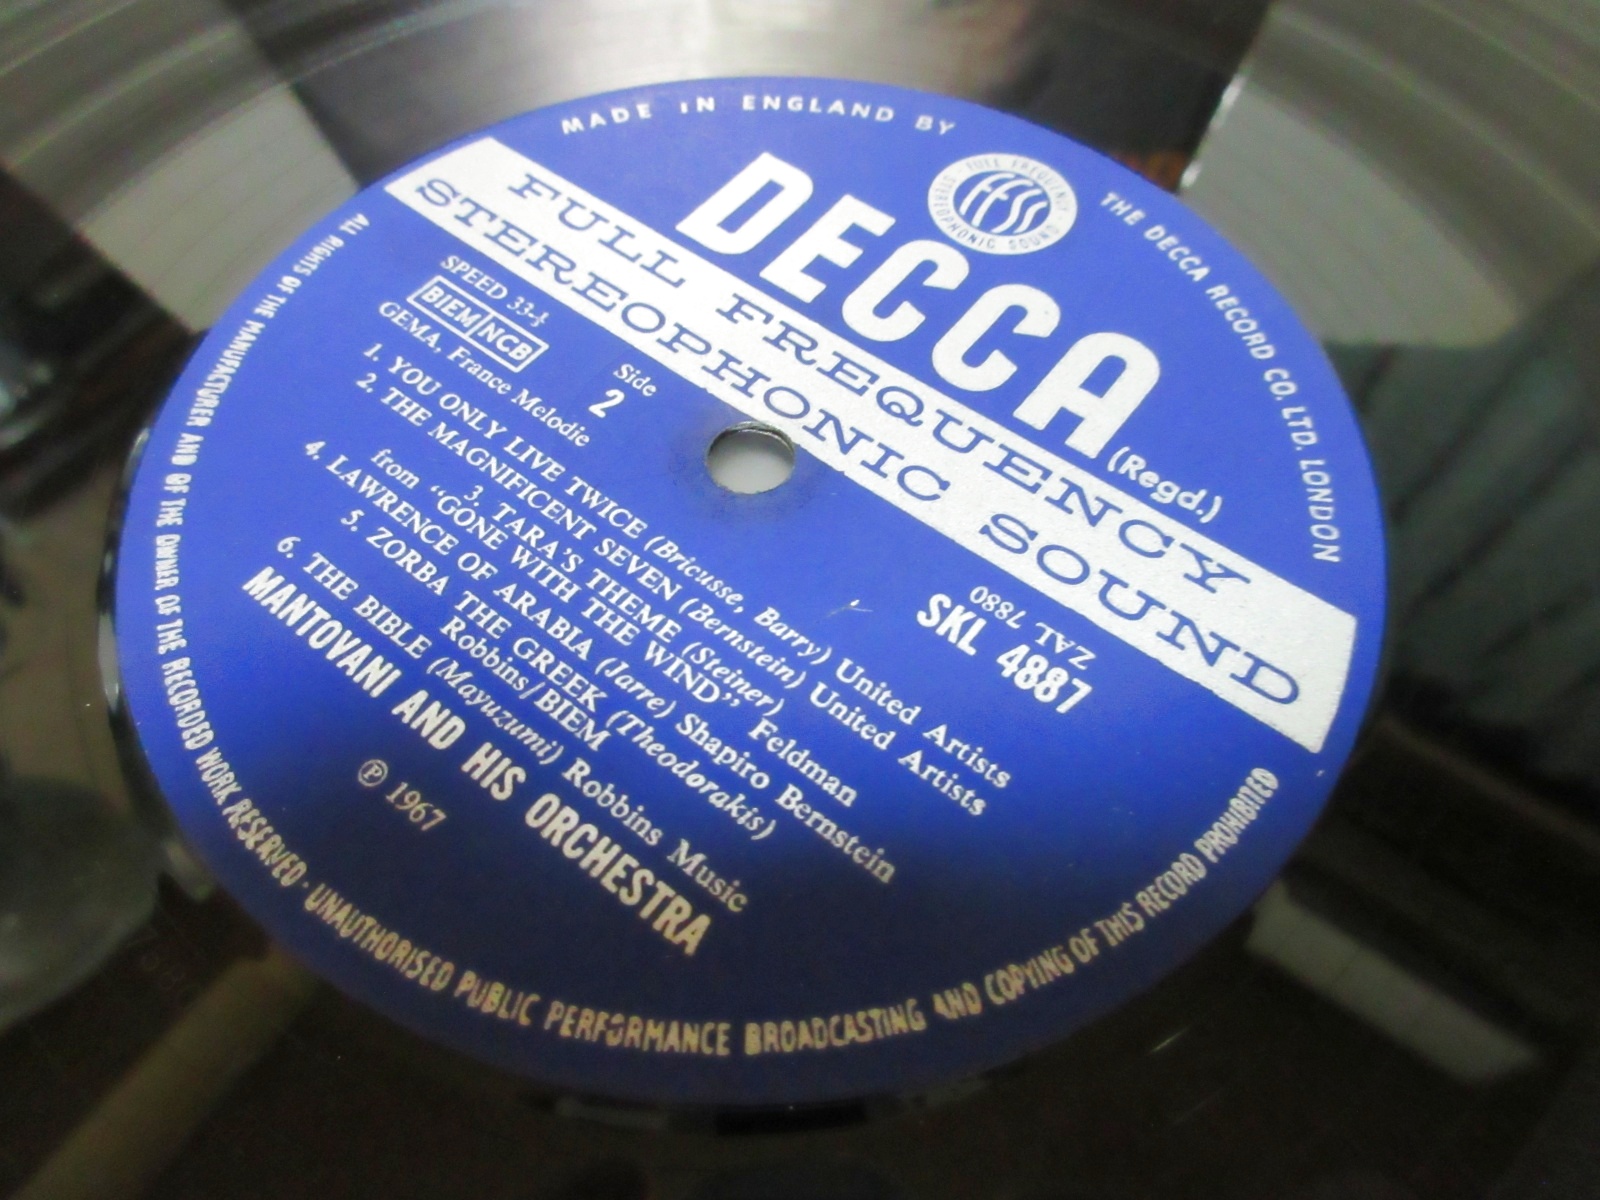 MADE IN ENGLAND BY
THE DECCA RECORD CO. LTD. LONDON
FULL FREQUENCY
STEREOPHONIC SOUND
FFSS
DECCA
(Regd.)
FULL FREQUENCY
STEREOPHONIC SOUND
SPEED 33⅓
BIEM/NCB
GEMA, France Melodie
Side
2
ZAL 7880
SKL 4887
1. YOU ONLY LIVE TWICE (Bricusse, Barry) United Artists
2. THE MAGNIFICENT SEVEN (Bernstein) United Artists
3. TARA'S THEME (Steiner)
from "GONE WITH THE WIND" Feldman
4. LAWRENCE OF ARABIA (Jarre) Shapiro Bernstein
5. ZORBA THE GREEK (Theodorakis)
Robbins/BIEM
6. THE BIBLE (Mayuzumi) Robbins Music
MANTOVANI AND HIS ORCHESTRA
℗ 1967
ALL RIGHTS OF THE MANUFACTURER AND OF THE OWNER OF THE RECORDED WORK RESERVED · UNAUTHORISED PUBLIC PERFORMANCE BROADCASTING AND COPYING OF THIS RECORD PROHIBITED